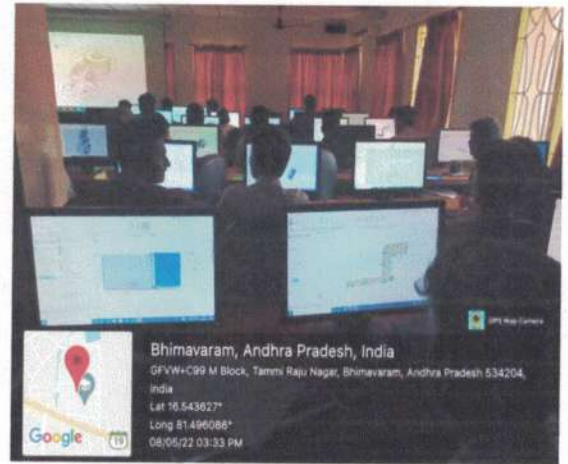 GPS Map Camera
Bhimavaram, Andhra Pradesh, India
GFVW+C99 M Block, Tammi Raju Nagar, Bhimavaram, Andhra Pradesh 534204,
India
Lat 16.543627°
Long 81.496086°
08/06/22 03:33 PM
Google